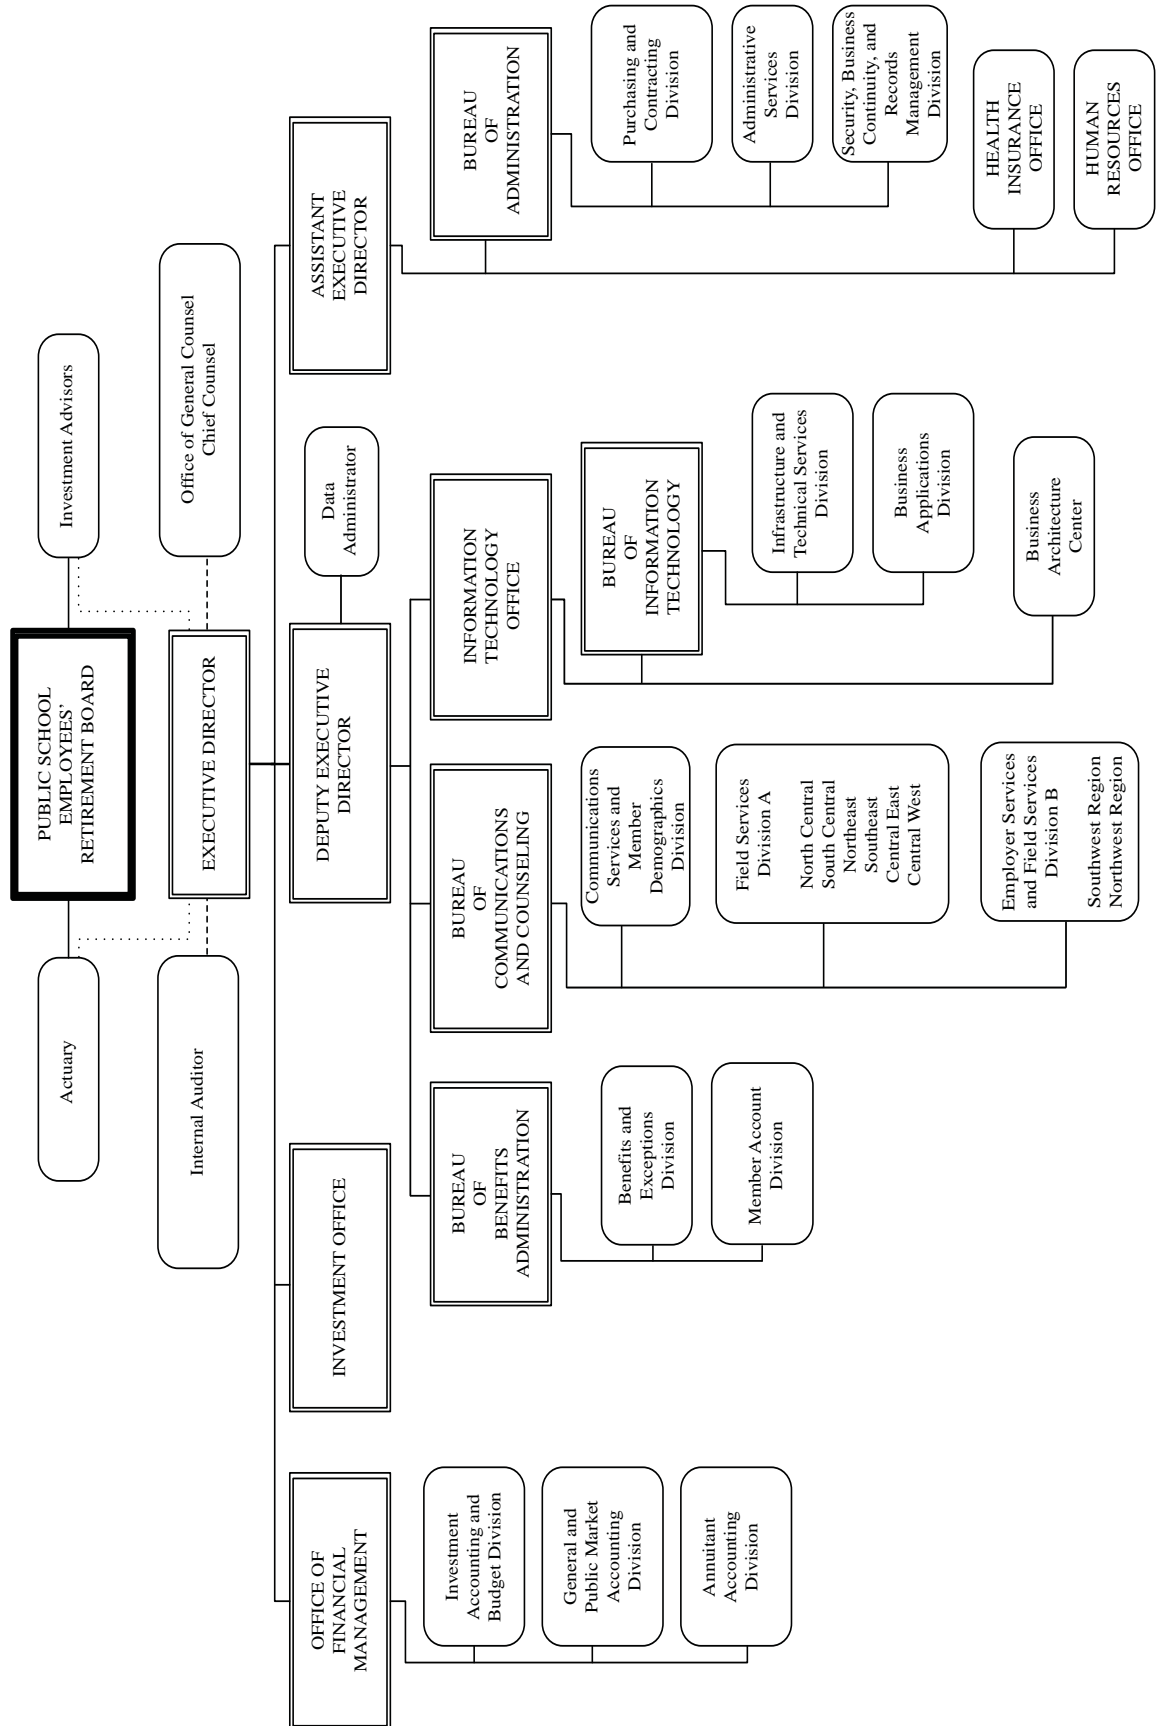 PUBLIC SCHOOL
EMPLOYEES’
RETIREMENT BOARD
Actuary
Investment Advisors
EXECUTIVE DIRECTOR
Internal Auditor
Office of General Counsel
Chief Counsel
OFFICE OF
FINANCIAL
MANAGEMENT
INVESTMENT OFFICE
DEPUTY EXECUTIVE
DIRECTOR
Data
Administrator
ASSISTANT
EXECUTIVE
DIRECTOR
Investment
Accounting and
Budget Division
General and
Public Market
Accounting
Division
Annuitant
Accounting
Division
BUREAU
OF
BENEFITS
ADMINISTRATION
Benefits and
Exceptions
Division
Member Account
Division
BUREAU
OF
COMMUNICATIONS
AND COUNSELING
Communications
Services and
Member
Demographics
Division
Field Services
Division A
North Central
South Central
Northeast
Southeast
Central East
Central West
Employer Services
and Field Services
Division B
Southwest Region
Northwest Region
INFORMATION
TECHNOLOGY
OFFICE
BUREAU
OF
INFORMATION
TECHNOLOGY
Infrastructure and
Technical Services
Division
Business
Applications
Division
Business
Architecture
Center
BUREAU
OF
ADMINISTRATION
Purchasing and
Contracting
Division
Administrative
Services
Division
Security, Business
Continuity, and
Records
Management
Division
HEALTH
INSURANCE
OFFICE
HUMAN
RESOURCES
OFFICE